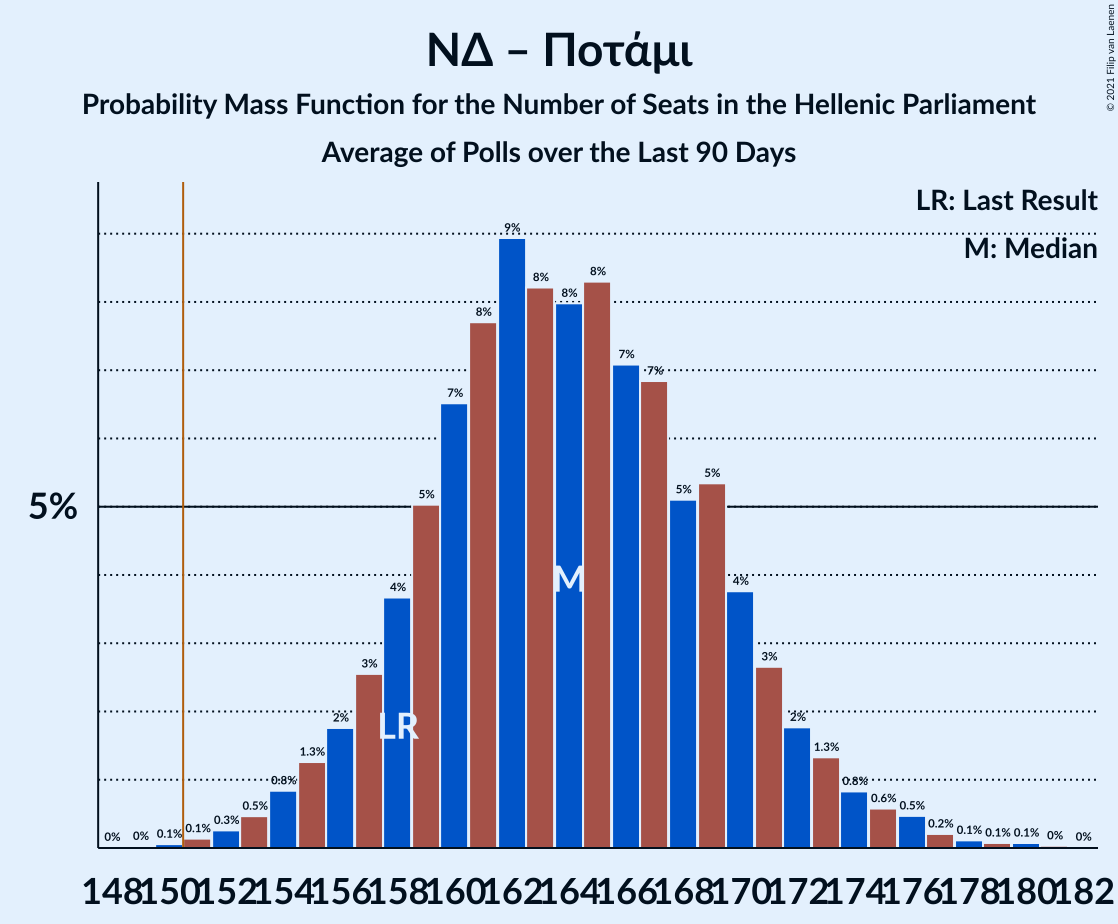 ΝΔ – Ποτάμι
Probability Mass Function for the Number of Seats in the Hellenic Parliament
Average of Polls over the Last 90 Days
© 2021 Filip van Laenen
LR: Last Result
M: Median
5%
0% 0% 0.1% 0.1% 0.3% 0.5% 0.8% 1.3% 2% 3% 4% 5% 7% 8% 9% 8% 8% 8% 7% 7% 5% 5% 4% 3% 2% 1.3% 0.8% 0.6% 0.5% 0.2% 0.1% 0.1% 0.1% 0% 0%
M
LR
148 150 152 154 156 158 160 162 164 166 168 170 172 174 176 178 180 182